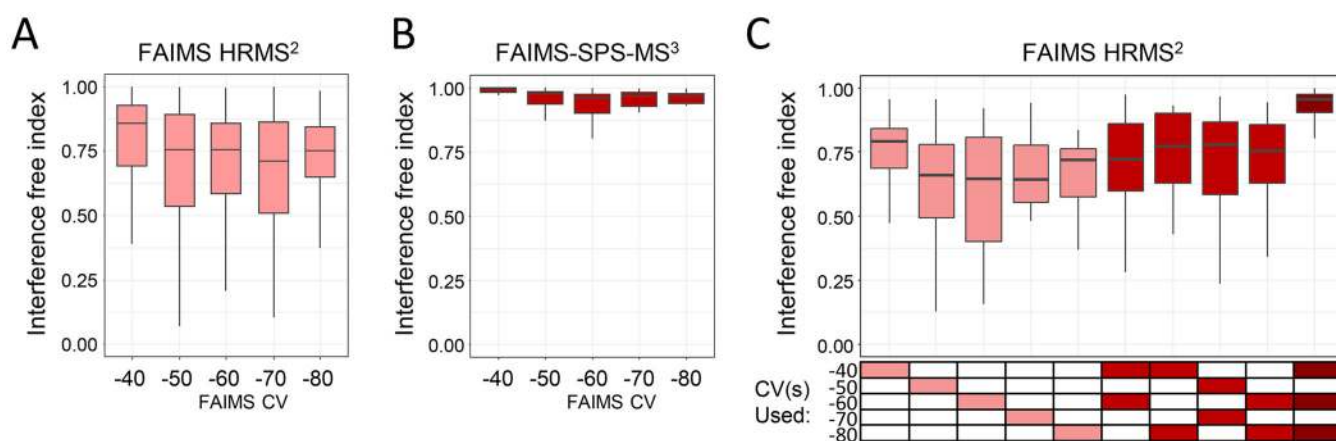 A
FAIMS HRMS²
Interference free index
1.00
0.75
0.50
0.25
0.00
-40 -50 -60 -70 -80
FAIMS CV
B
FAIMS-SPS-MS³
Interference free index
1.00
0.75
0.50
0.25
0.00
-40 -50 -60 -70 -80
FAIMS CV
C
FAIMS HRMS²
Interference free index
1.00
0.75
0.50
0.25
0.00
CV(s)
Used:
-40
-50
-60
-70
-80